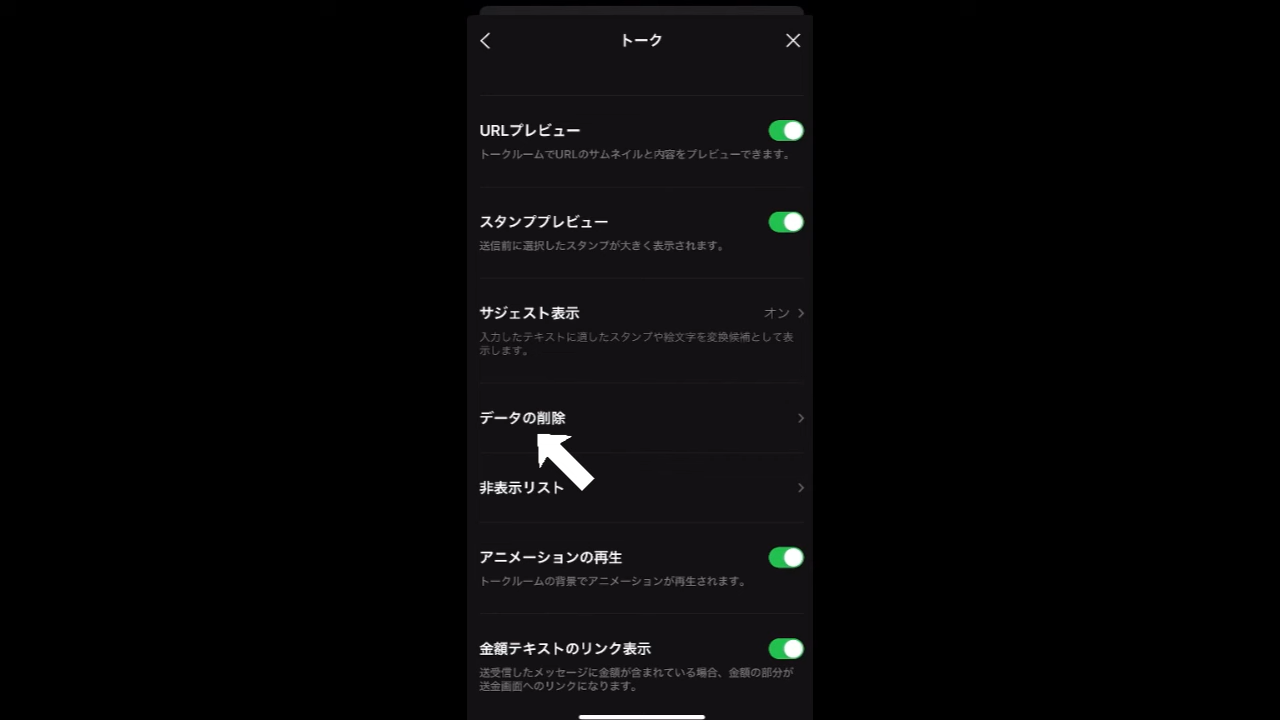 トーク
URLプレビュー
トークルームでURLのサムネイルと内容をプレビューできます。
スタンププレビュー
送信前に選択したスタンプが大きく表示されます。
サジェスト表示 オン
入力したテキストに適したスタンプや絵文字を変換候補として表
示します。
データの削除
非表示リスト
アニメーションの再生
トークルームの背景でアニメーションが再生されます。
金額テキストのリンク表示
送受信したメッセージに金額が含まれている場合、金額の部分が
送金画面へのリンクになります。